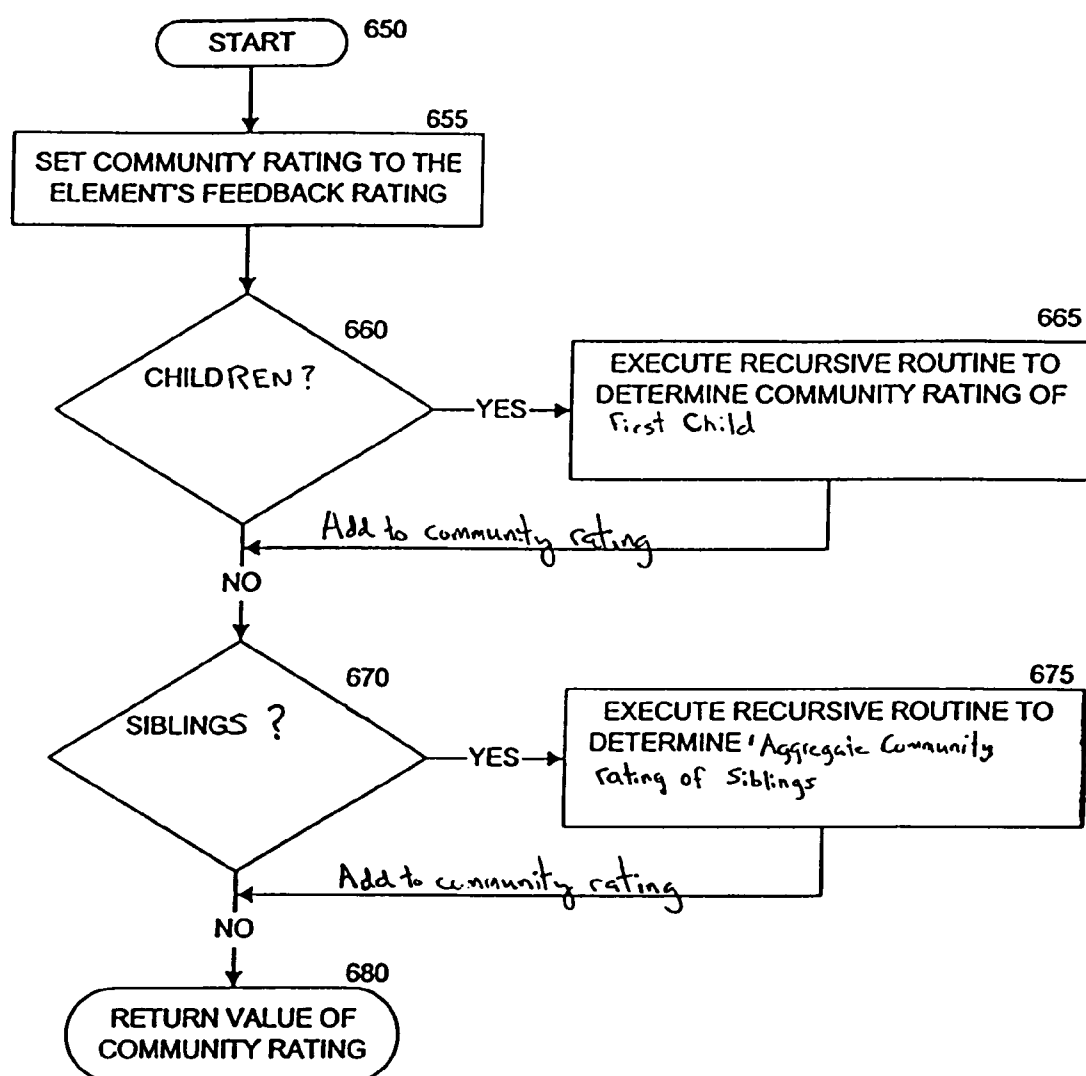 START
650
655
SET COMMUNITY RATING TO THE
ELEMENT'S FEEDBACK RATING
660
CHILDREN?
YES
665
EXECUTE RECURSIVE ROUTINE TO
DETERMINE COMMUNITY RATING OF
First Child
Add to community rating
NO
670
SIBLINGS ?
YES
675
EXECUTE RECURSIVE ROUTINE TO
DETERMINE Aggregate Community
rating of Siblings
Add to community rating
NO
680
RETURN VALUE OF
COMMUNITY RATING